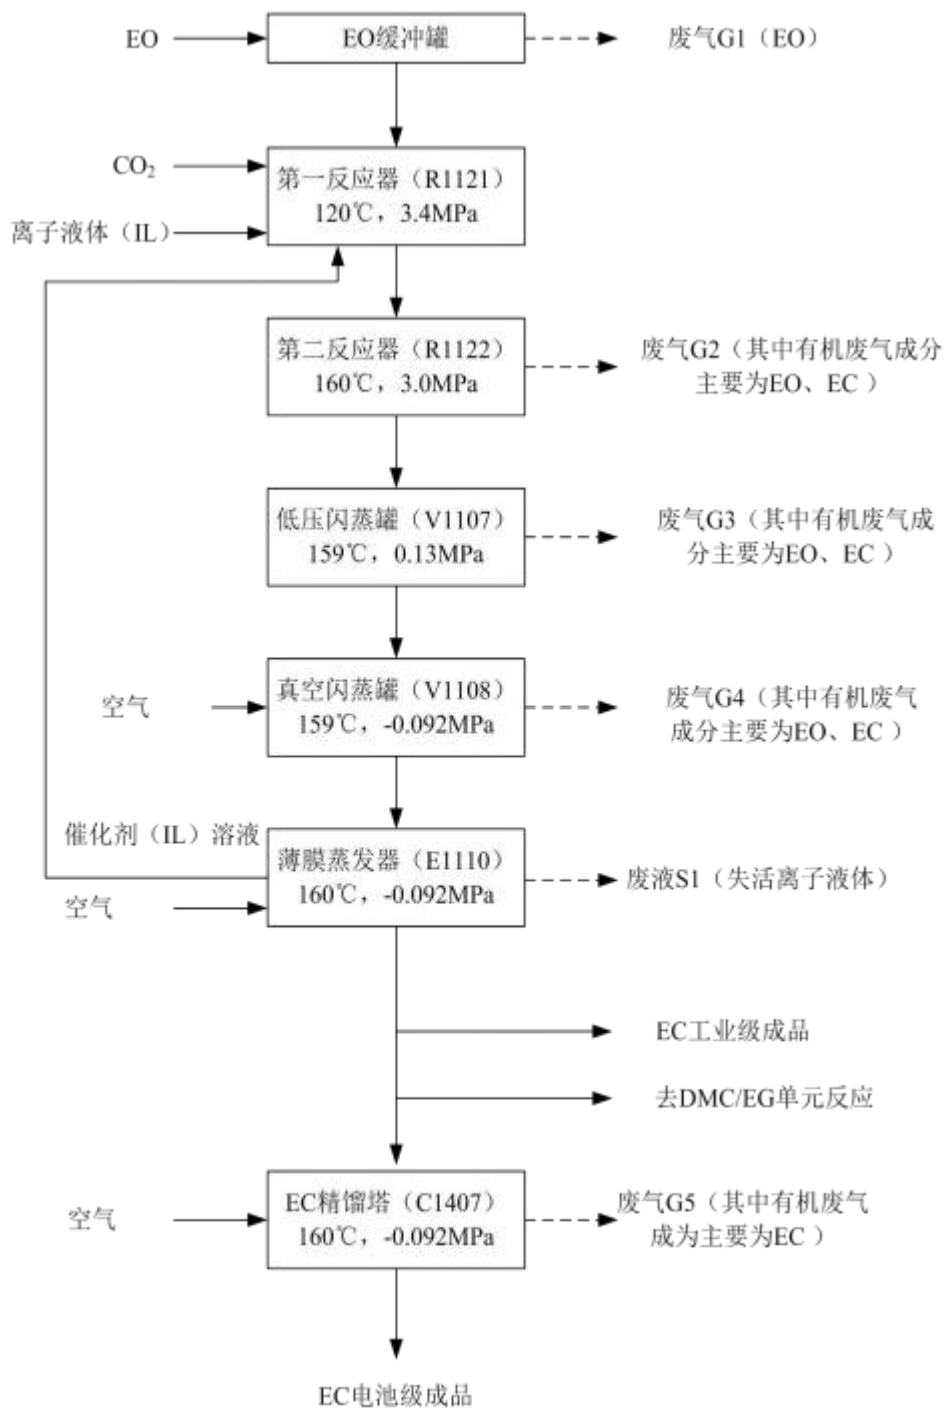 EO
EO缓冲罐
废气G1（EO）
CO₂
离子液体（IL）
第一反应器（R1121）
120℃，3.4MPa
第二反应器（R1122）
160℃，3.0MPa
废气G2（其中有机废气成分
主要为EO、EC ）
低压闪蒸罐（V1107）
159℃，0.13MPa
废气G3（其中有机废气成
分主要为EO、EC ）
空气
真空闪蒸罐（V1108）
159℃，-0.092MPa
废气G4（其中有机废气
成分主要为EO、EC ）
催化剂（IL）溶液
空气
薄膜蒸发器（E1110）
160℃，-0.092MPa
废液S1（失活离子液体）
EC工业级成品
去DMC/EG单元反应
空气
EC精馏塔（C1407）
160℃，-0.092MPa
废气G5（其中有机废气
成为主要为EC ）
EC电池级成品